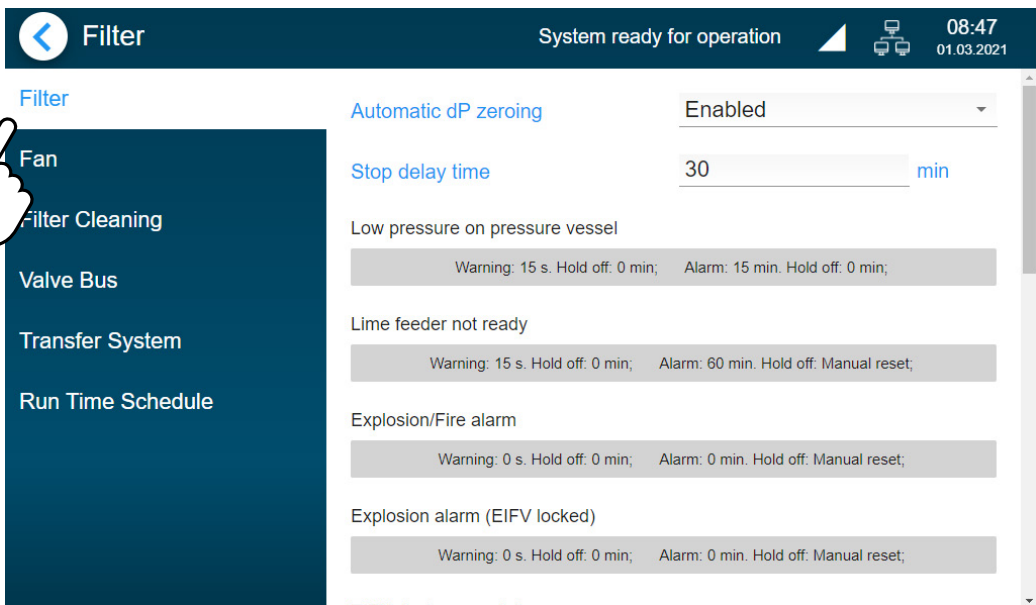 Filter
System ready for operation
08:47
01.03.2021
Filter
Fan
Filter Cleaning
Valve Bus
Transfer System
Run Time Schedule
Automatic dP zeroing Enabled
Stop delay time 30 min
Low pressure on pressure vessel
Warning: 15 s. Hold off: 0 min; Alarm: 15 min. Hold off: 0 min;
Lime feeder not ready
Warning: 15 s. Hold off: 0 min; Alarm: 60 min. Hold off: Manual reset;
Explosion/Fire alarm
Warning: 0 s. Hold off: 0 min; Alarm: 0 min. Hold off: Manual reset;
Explosion alarm (EIFV locked)
Warning: 0 s. Hold off: 0 min; Alarm: 0 min. Hold off: Manual reset;